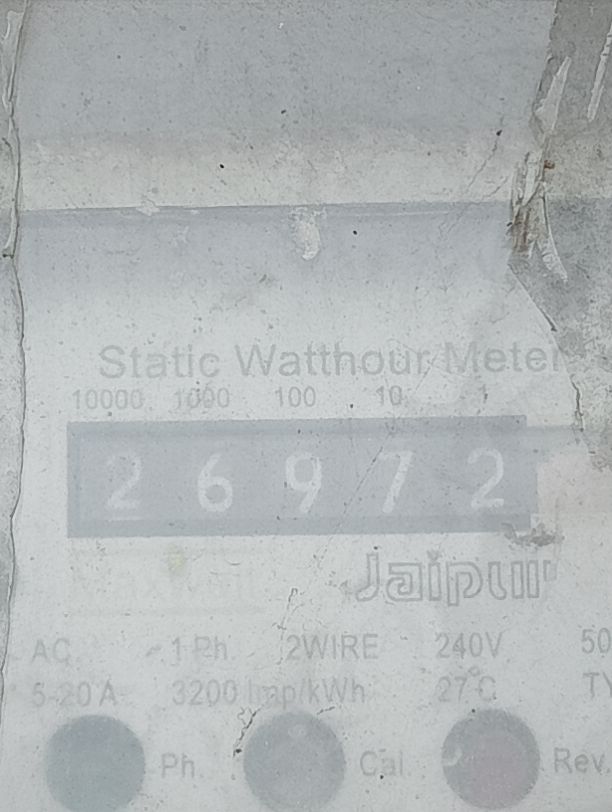 Static Watthour Meter
10000 1000 100 10 1
2 6 9 7 2
Jaipur
AC 1 Ph. 2WIRE 240V 50
5-20 A 3200 Imp/kWh 27°C TY
Ph. Cal. Rev.